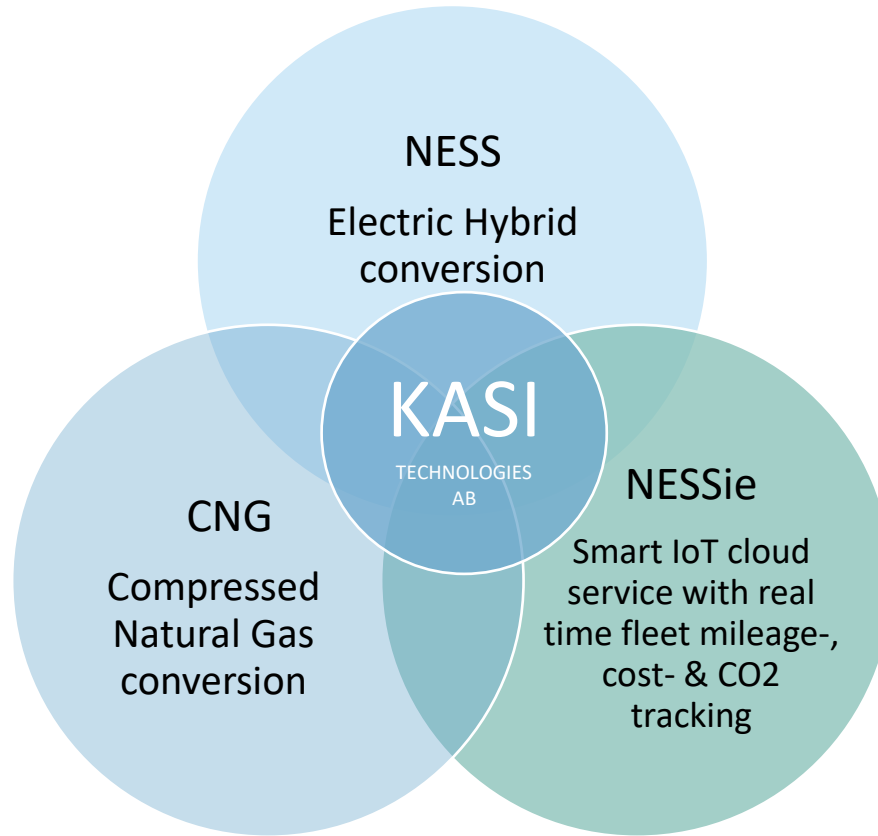 NESS
Electric Hybrid
conversion
KASI
TECHNOLOGIES
AB
CNG
Compressed
Natural Gas
conversion
NESSie
Smart IoT cloud
service with real
time fleet mileage-,
cost- & CO2
tracking